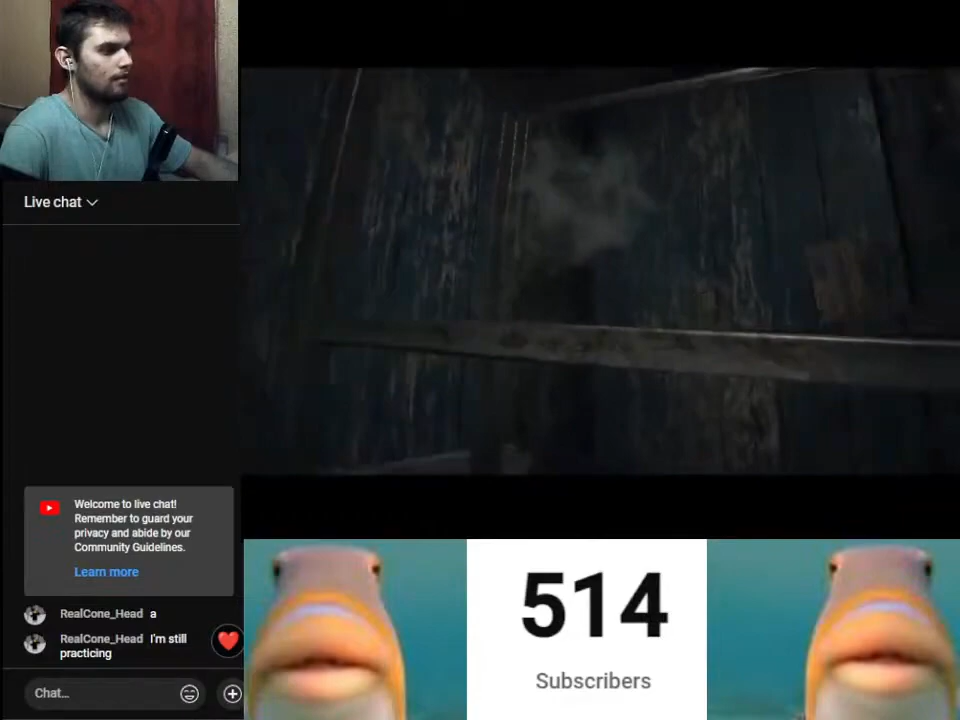 Live chat
Welcome to live chat!
Remember to guard your
privacy and abide by our
Community Guidelines.
Learn more
RealCone_Head a
RealCone_Head I'm still
practicing
Chat...
514
Subscribers